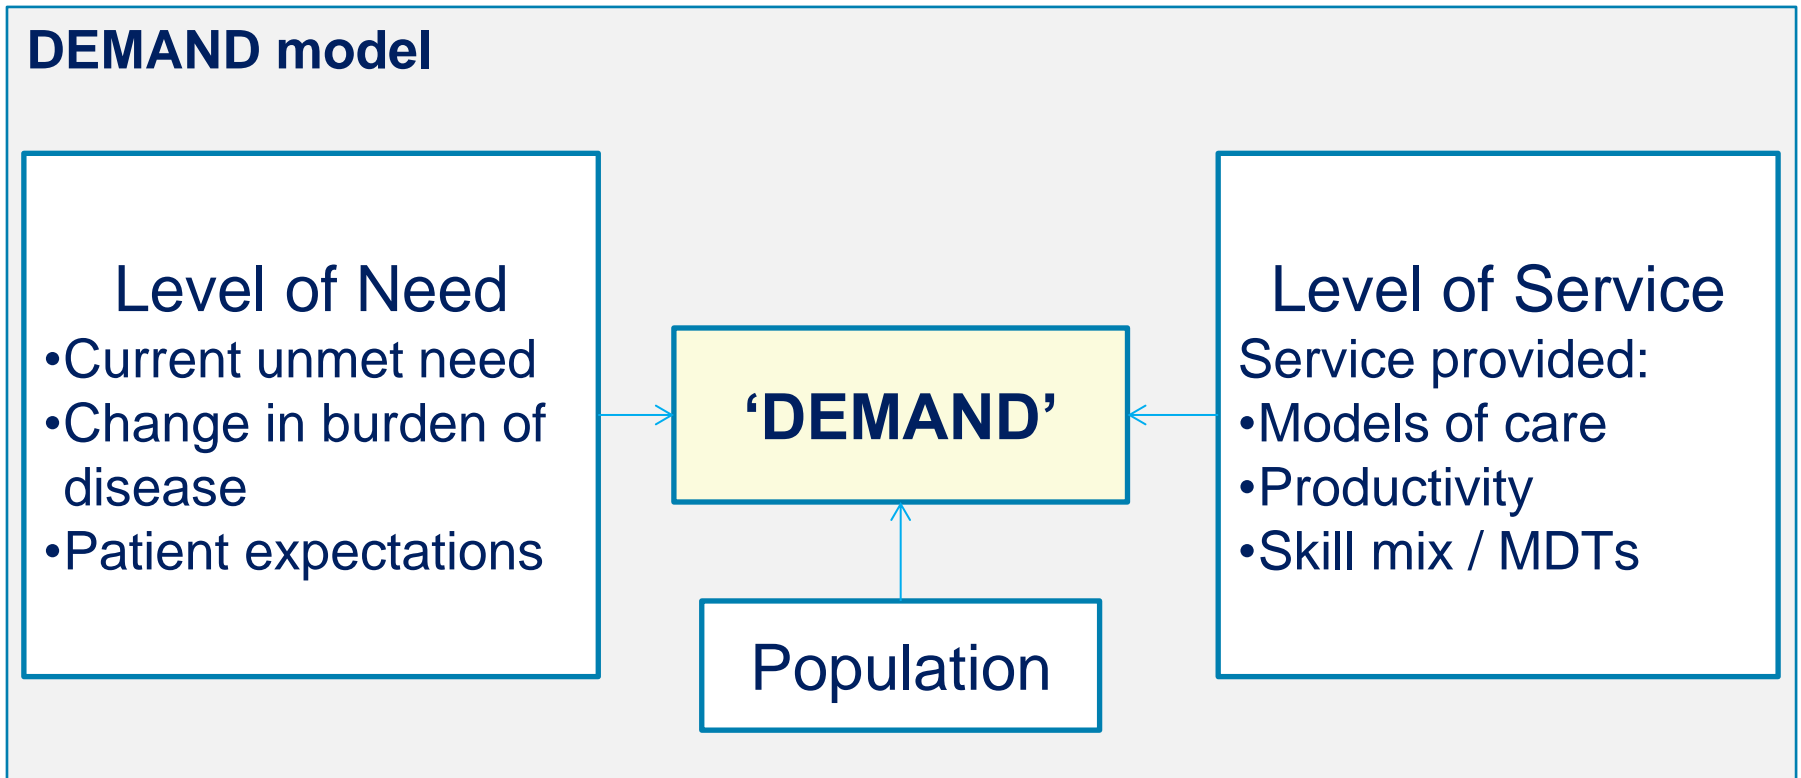 DEMAND model
Level of Need
•Current unmet need
•Change in burden of
disease
•Patient expectations
‘DEMAND’
Population
Level of Service
Service provided:
•Models of care
•Productivity
•Skill mix / MDTs